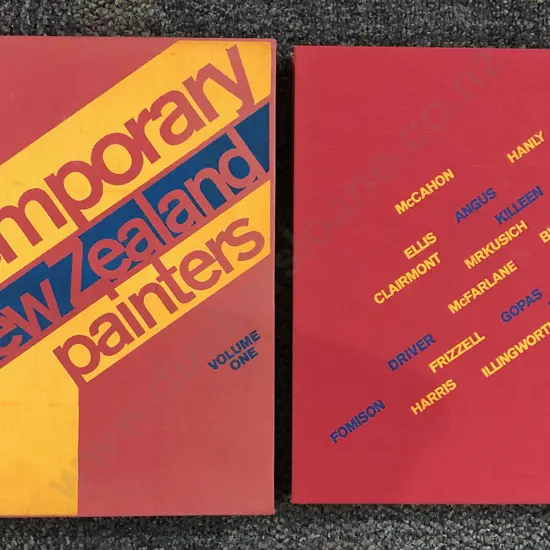 mporary
ew Zealand
painters
VOLUME
ONE
HANLY
McCAHON
ANGUS
KILLEEN
ELLIS
MRKUSICH
CLAIRMONT
McFARLANE
GOPAS
DRIVER
FRIZZELL
ILLINGWORT
HARRIS
FOMISON